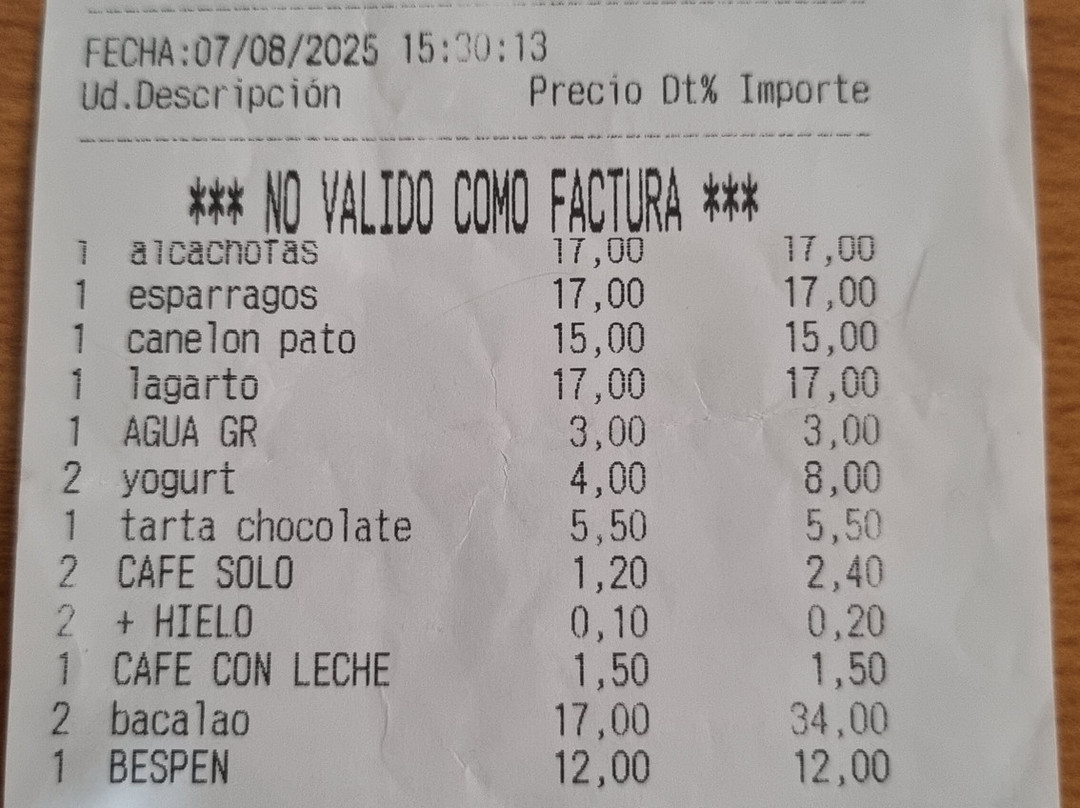 FECHA:07/08/2025 15:30:13
Ud.Descripción Precio Dt% Importe
*** NO VALIDO COMO FACTURA ***
1 alcachofas 17,00 17,00
1 esparragos 17,00 17,00
1 canelon pato 15,00 15,00
1 lagarto 17,00 17,00
1 AGUA GR 3,00 3,00
2 yogurt 4,00 8,00
1 tarta chocolate 5,50 5,50
2 CAFE SOLO 1,20 2,40
2 + HIELO 0,10 0,20
1 CAFE CON LECHE 1,50 1,50
2 bacalao 17,00 34,00
1 BESPEN 12,00 12,00